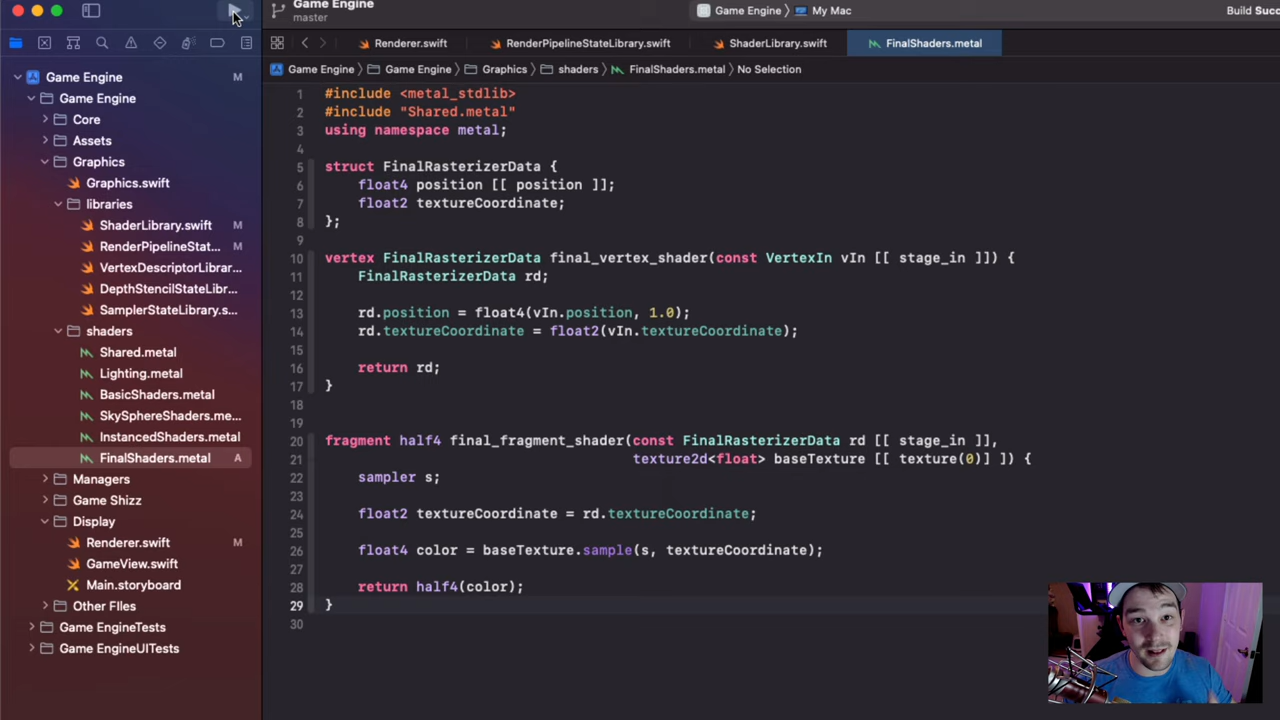 Game Engine
master
Game Engine
My Mac
Build Succ
Renderer.swift
RenderPipelineStateLibrary.swift
ShaderLibrary.swift
FinalShaders.metal
Game Engine
Game Engine
Graphics
shaders
FinalShaders.metal
No Selection
Game Engine M
Game Engine
Core
Assets
Graphics
Graphics.swift
libraries
ShaderLibrary.swift M
RenderPipelineStat... M
VertexDescriptorLibrar...
DepthStencilStateLibr...
SamplerStateLibrary.s...
shaders
Shared.metal
Lighting.metal
BasicShaders.metal
SkySphereShaders.me...
InstancedShaders.metal
FinalShaders.metal A
Managers
Game Shizz
Display
Renderer.swift M
GameView.swift
Main.storyboard
Other FIles
Game EngineTests
Game EngineUITests
1 #include <metal_stdlib>
2 #include "Shared.metal"
3 using namespace metal;
4
5 struct FinalRasterizerData {
6 float4 position [[ position ]];
7 float2 textureCoordinate;
8 };
9
10 vertex FinalRasterizerData final_vertex_shader(const VertexIn vIn [[ stage_in ]]) {
11 FinalRasterizerData rd;
12
13 rd.position = float4(vIn.position, 1.0);
14 rd.textureCoordinate = float2(vIn.textureCoordinate);
15
16 return rd;
17 }
18
19
20 fragment half4 final_fragment_shader(const FinalRasterizerData rd [[ stage_in ]],
21 texture2d<float> baseTexture [[ texture(0)] ]) {
22 sampler s;
23
24 float2 textureCoordinate = rd.textureCoordinate;
25
26 float4 color = baseTexture.sample(s, textureCoordinate);
27
28 return half4(color);
29 }
30